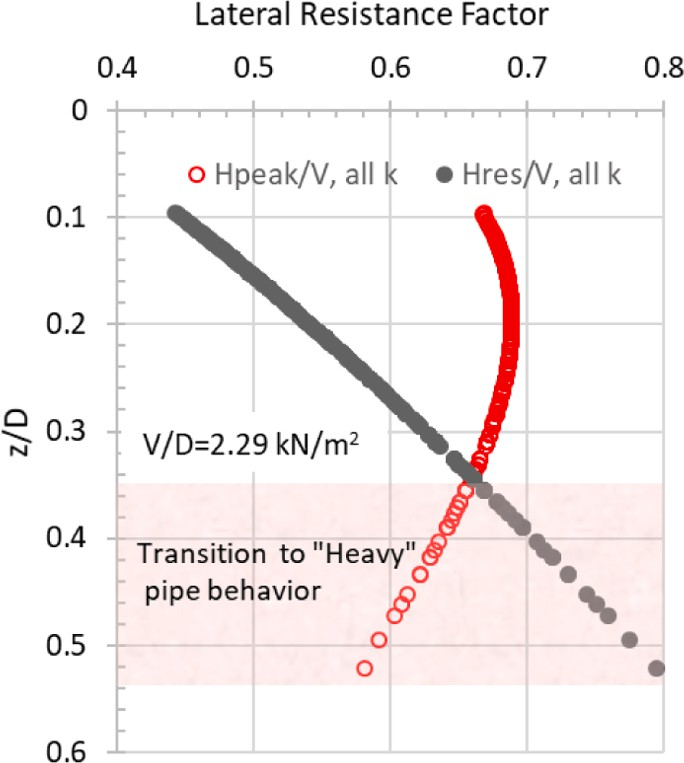 Lateral Resistance Factor
0.4 0.5 0.6 0.7 0.8
0
Hpeak/V, all k Hres/V, all k
0.1
0.2
0.3
z/D
V/D=2.29 kN/m²
0.4
Transition to "Heavy"
pipe behavior
0.5
0.6